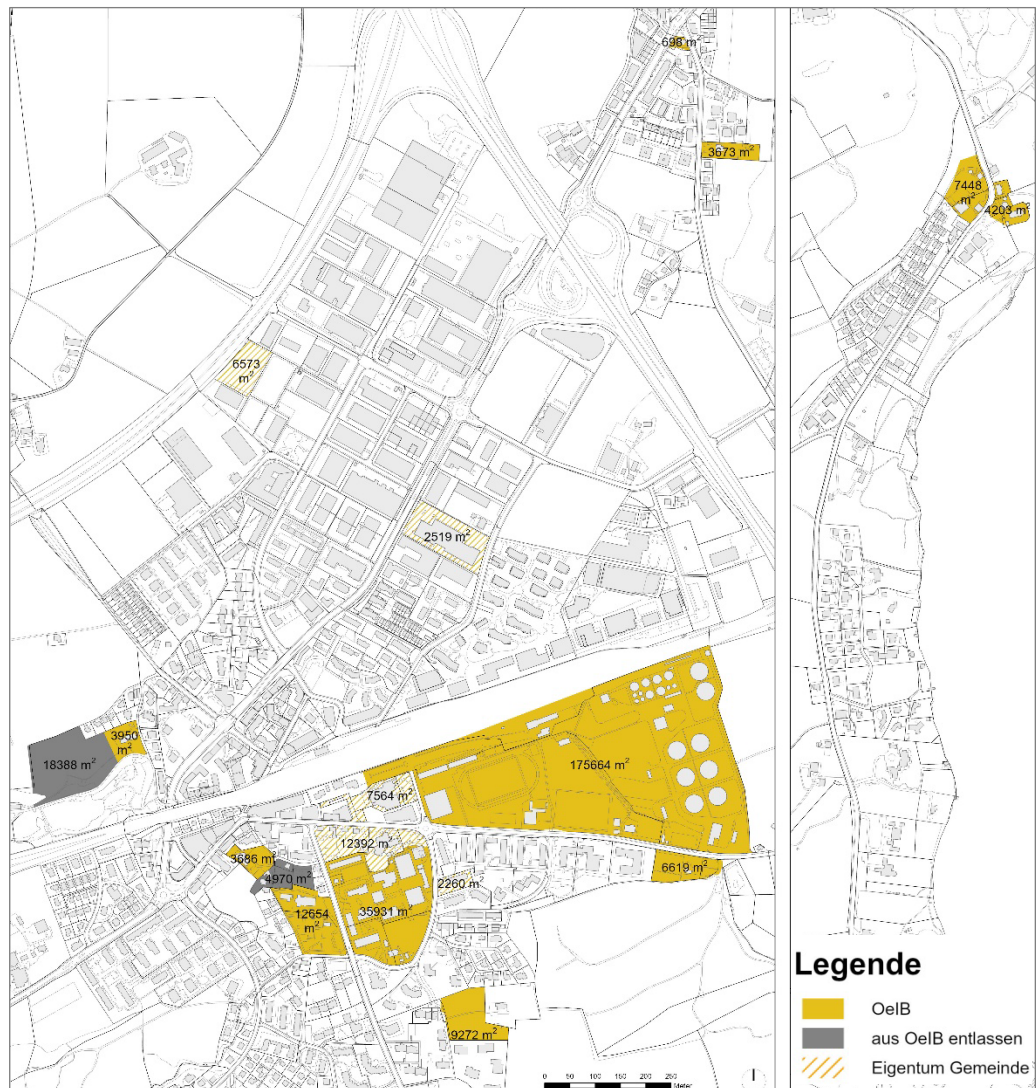 698 m²
3673 m²
7448
m²
4203 m²
6573
m²
2519 m²
3950
m²
18388 m²
175664 m²
7564 m²
12392 m²
3686 m²
4970 m²
6619 m²
2260 m²
12654
m²
35931 m²
9272 m²
0 50 100 150 200 250
Meter
Legende
OeIB
aus OeIB entlassen
Eigentum Gemeinde